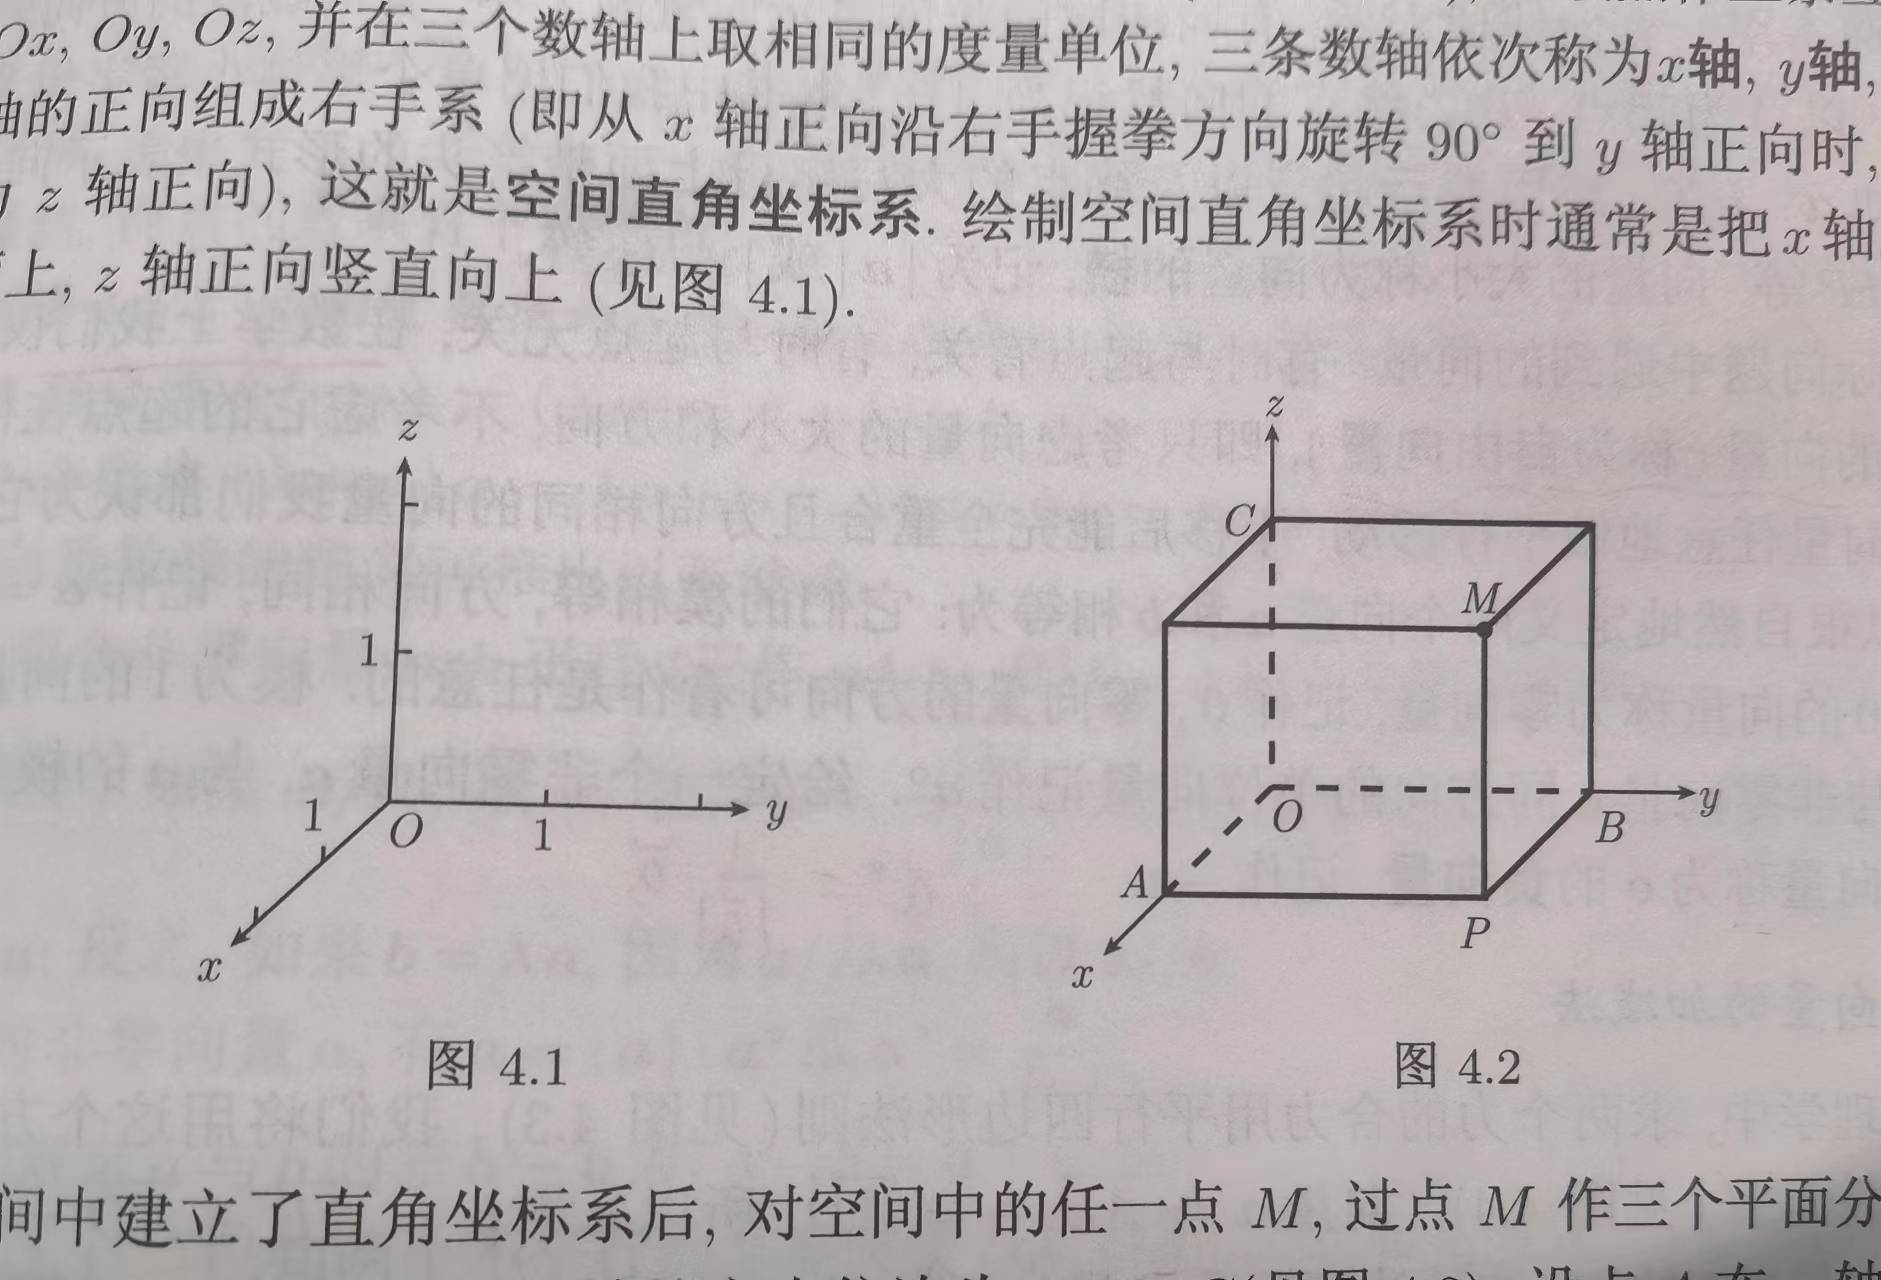 Ox, Oy, Oz, 并在三个数轴上取相同的度量单位, 三条数轴依次称为x轴, y轴,
轴的正向组成右手系 (即从 x 轴正向沿右手握拳方向旋转 90° 到 y 轴正向时,
z 轴正向), 这就是空间直角坐标系. 绘制空间直角坐标系时通常是把 x 轴
上, z 轴正向竖直向上 (见图 4.1).
z
1
1
O
1
y
x
图 4.1
z
C
M
O
B
y
A
P
x
图 4.2
间中建立了直角坐标系后, 对空间中的任一点 M, 过点 M 作三个平面分